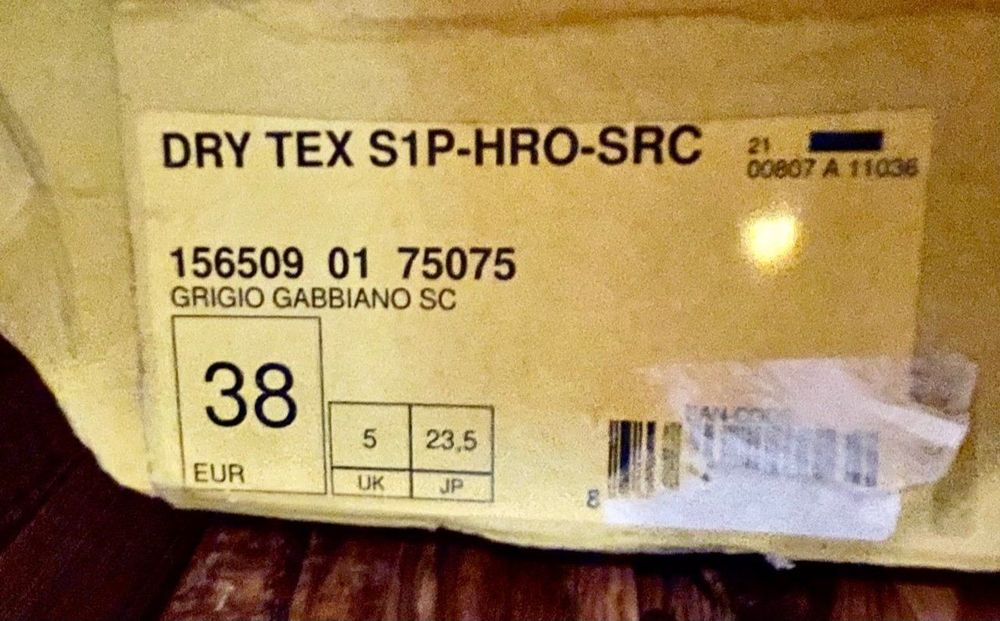 DRY TEX S1P-HRO-SRC
21
00807 A 11036
156509 01 75075
GRIGIO GABBIANO SC
38
EUR
5
23,5
UK
JP
8